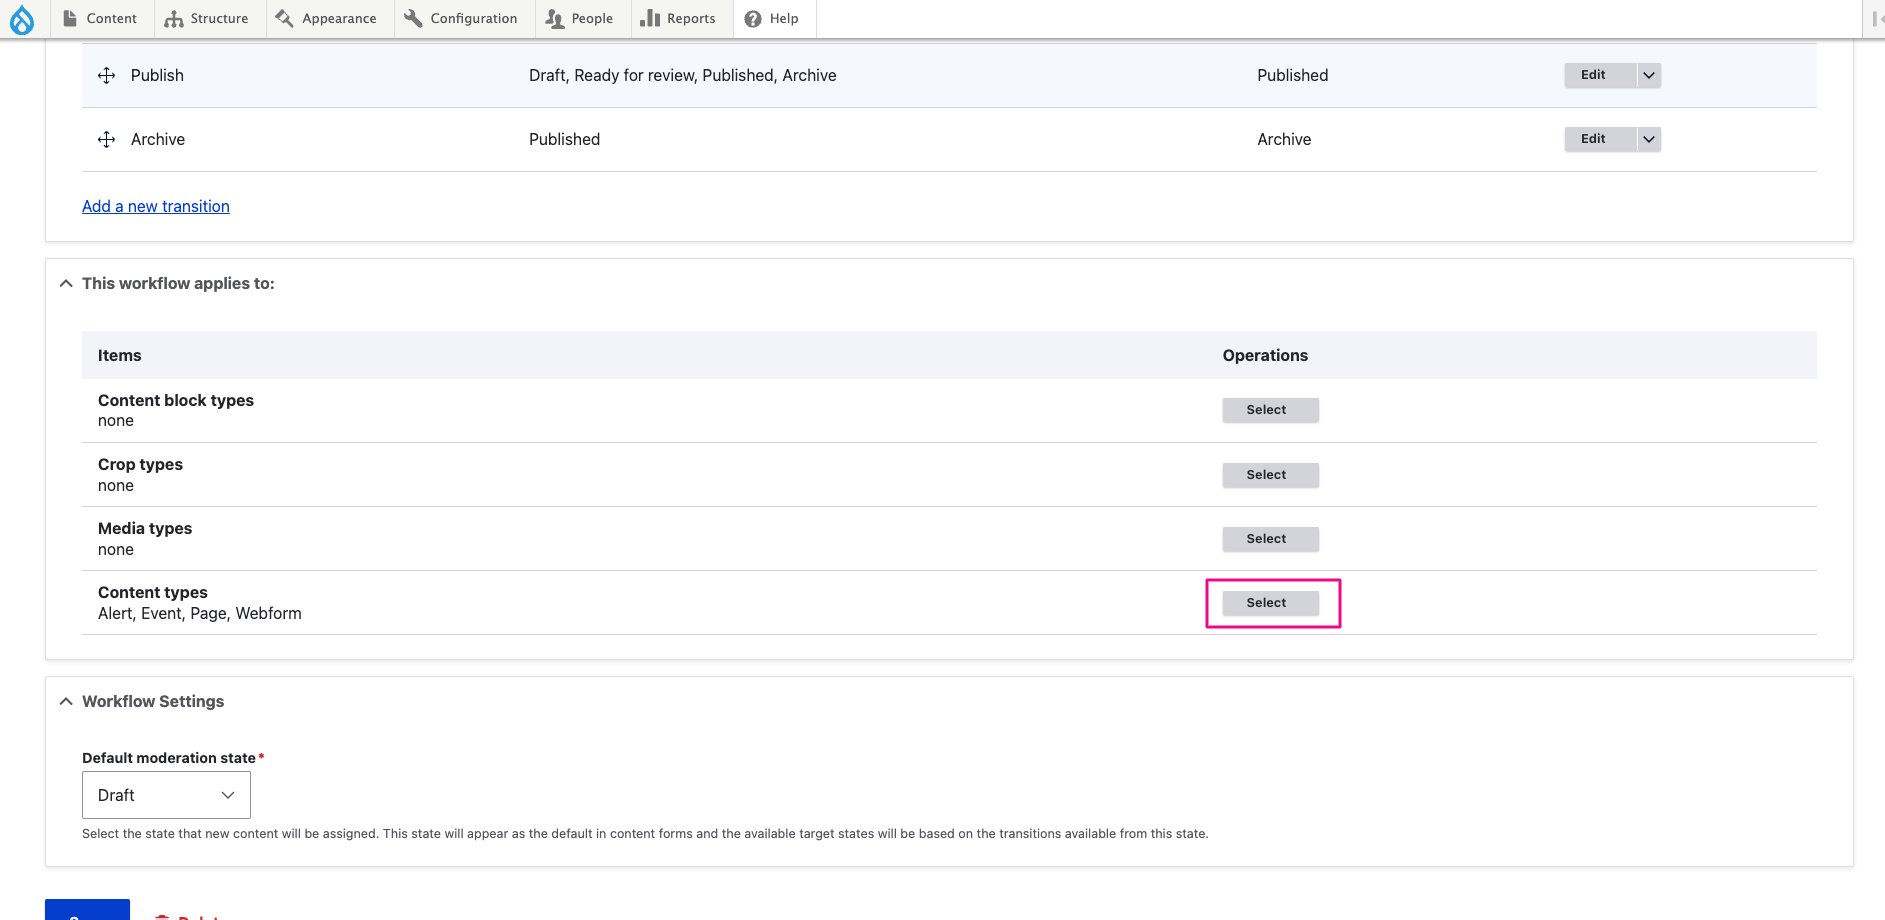 Content Structure Appearance Configuration People Reports Help
Publish Draft, Ready for review, Published, Archive Published Edit
Archive Published Archive Edit
Add a new transition
This workflow applies to:
Items Operations
Content block types
none Select
Crop types
none Select
Media types
none Select
Content types
Alert, Event, Page, Webform Select
Workflow Settings
Default moderation state*
Draft
Select the state that new content will be assigned. This state will appear as the default in content forms and the available target states will be based on the transitions available from this state.